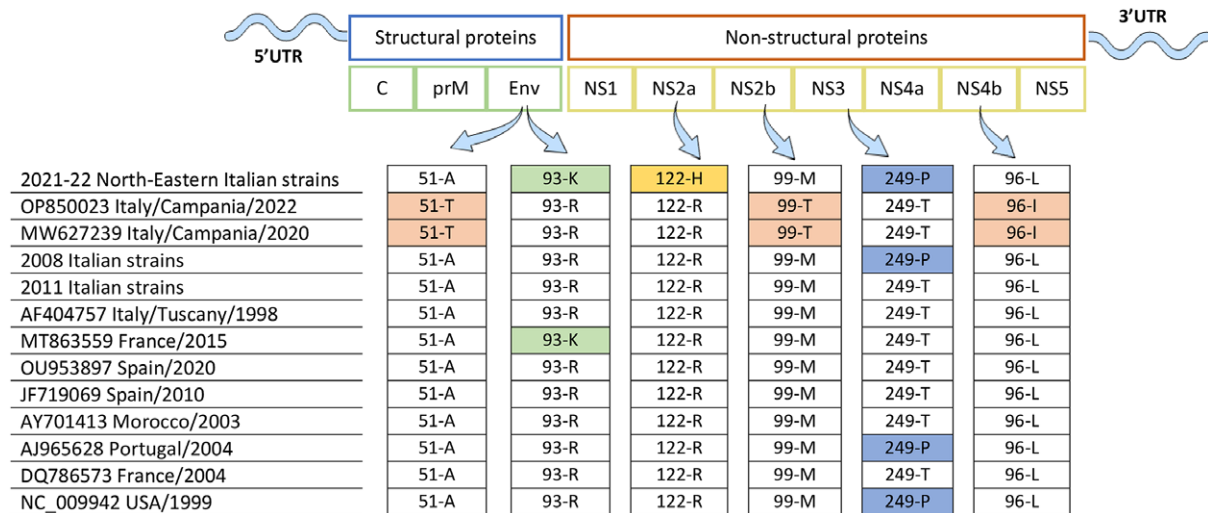 3'UTR
5'UTR
Structural proteins Non-structural proteins
C prM Env NS1 NS2a NS2b NS3 NS4a NS4b NS5
2021-22 North-Eastern Italian strains 51-A 93-K 122-H 99-M 249-P 96-L
OP850023 Italy/Campania/2022 51-T 93-R 122-R 99-T 249-T 96-I
MW627239 Italy/Campania/2020 51-T 93-R 122-R 99-T 249-T 96-I
2008 Italian strains 51-A 93-R 122-R 99-M 249-P 96-L
2011 Italian strains 51-A 93-R 122-R 99-M 249-T 96-L
AF404757 Italy/Tuscany/1998 51-A 93-R 122-R 99-M 249-T 96-L
MT863559 France/2015 51-A 93-K 122-R 99-M 249-T 96-L
OU953897 Spain/2020 51-A 93-R 122-R 99-M 249-T 96-L
JF719069 Spain/2010 51-A 93-R 122-R 99-M 249-T 96-L
AY701413 Morocco/2003 51-A 93-R 122-R 99-M 249-T 96-L
AJ965628 Portugal/2004 51-A 93-R 122-R 99-M 249-P 96-L
DQ786573 France/2004 51-A 93-R 122-R 99-M 249-T 96-L
NC_009942 USA/1999 51-A 93-R 122-R 99-M 249-P 96-L